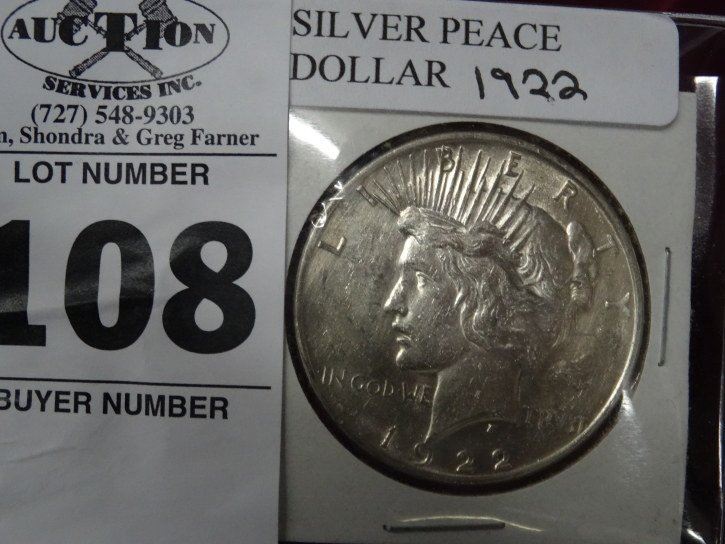 AUCTION
SERVICES INC.
(727) 548-9303
Shondra & Greg Farner
LOT NUMBER
108
BUYER NUMBER
SILVER PEACE
DOLLAR 1922
LIBERTY
IN GOD WE TRVST
1922